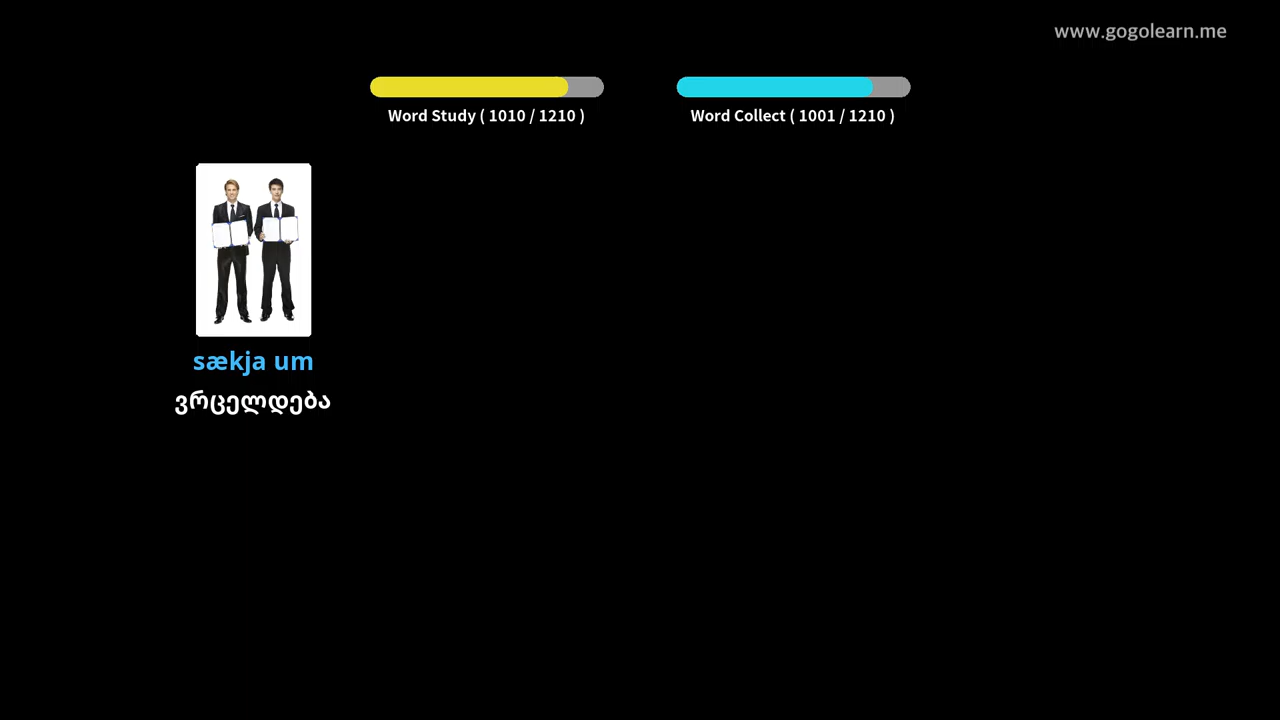 www.gogolearn.me
Word Study ( 1010 / 1210 )
Word Collect ( 1001 / 1210 )
sækja um
ვრცელდება